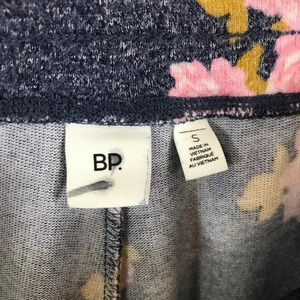 BP.
S
MADE IN
VIETNAM
FABRIQUÉ
AU VIETNAM